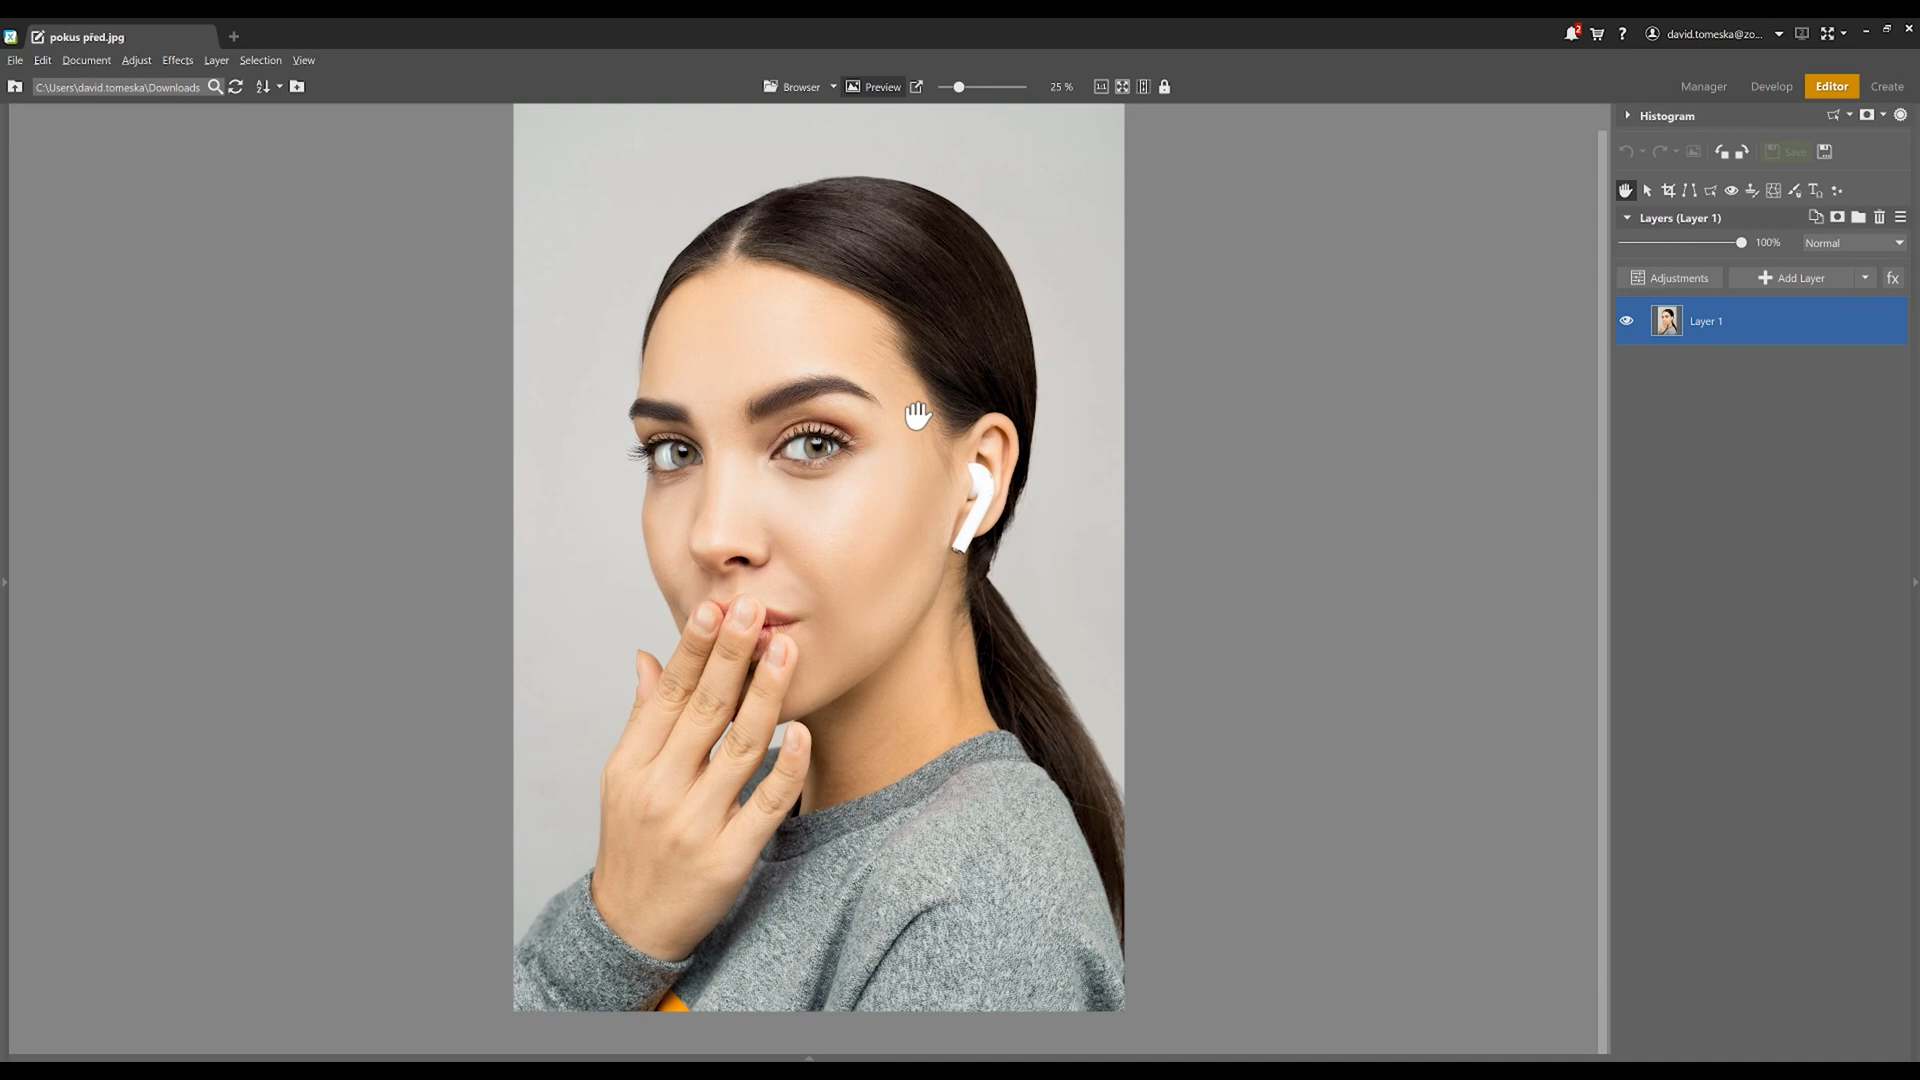 pokus před.jpg
david.tomeska@zo...
File Edit Document Adjust Effects Layer Selection View
C:\Users\david.tomeska\Downloads
Browser Preview 25 %
Manager Develop Editor Create
Histogram
Save
Layers (Layer 1)
100% Normal
Adjustments Add Layer fx
Layer 1